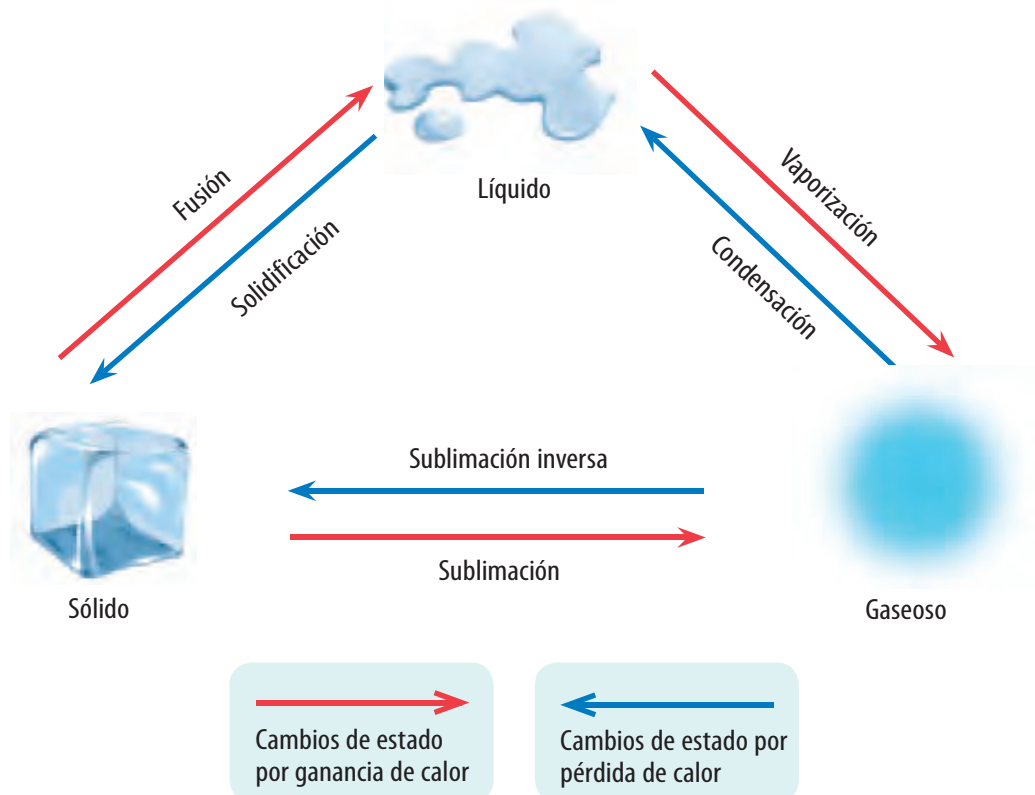 Líquido
Fusión
Solidificación
Vaporización
Condensación
Sublimación inversa
Sublimación
Sólido
Gaseoso
Cambios de estado
por ganancia de calor
Cambios de estado por
pérdida de calor